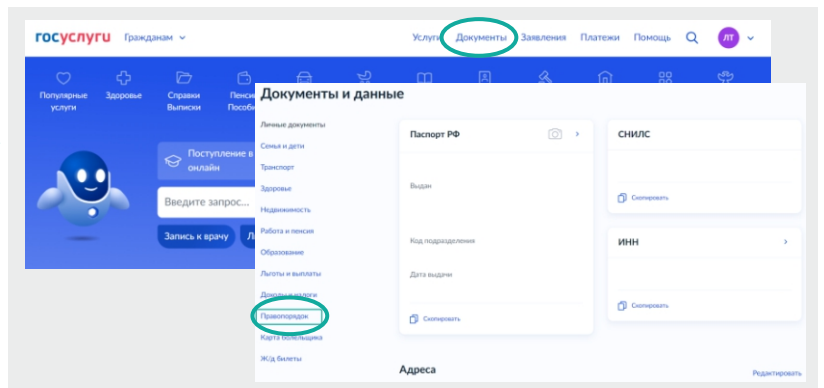 госуслуги Гражданам Услуги Документы Заявления Платежи Помощь ЛТ
Популярные услуги
Здоровье
Справки Выписки
Документы и данные
Личные документы
Семья и дети
Транспорт
Здоровье
Недвижимость
Работа и пенсия
Образование
Льготы и выплаты
Доходы и налоги
Правопорядок
Карта болельщика
Ж/д билеты
Поступление в
онлайн
Введите запрос...
Запись к врачу
Паспорт РФ
Выдан
Код подразделения
Дата выдачи
Скопировать
СНИЛС
Скопировать
ИНН
Скопировать
Адреса
Редактировать